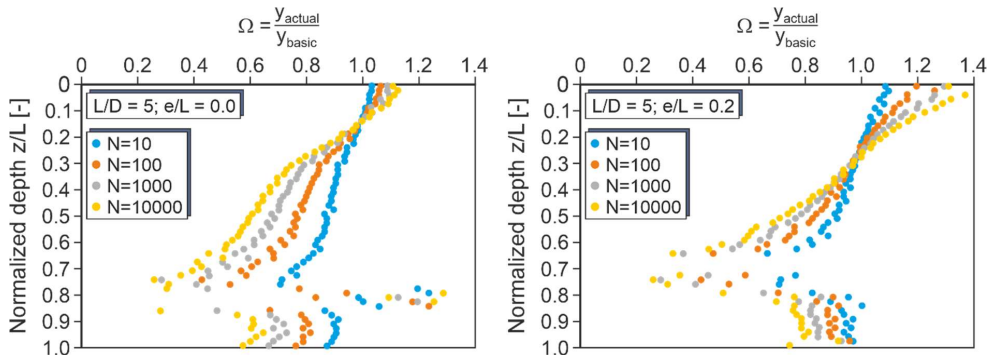 Ω = y_actual / y_basic
0 0.2 0.4 0.6 0.8 1.0 1.2 1.4
Normalized depth z/L [-]
0
0.1
0.2
0.3
0.4
0.5
0.6
0.7
0.8
0.9
1.0
L/D = 5; e/L = 0.0
N=10
N=100
N=1000
N=10000
Ω = y_actual / y_basic
0.2 0.4 0.6 0.8 1.0 1.2 1.4
Normalized depth z/L [-]
0
0.1
0.2
0.3
0.4
0.5
0.6
0.7
0.8
0.9
1.0
L/D = 5; e/L = 0.2
N=10
N=100
N=1000
N=10000